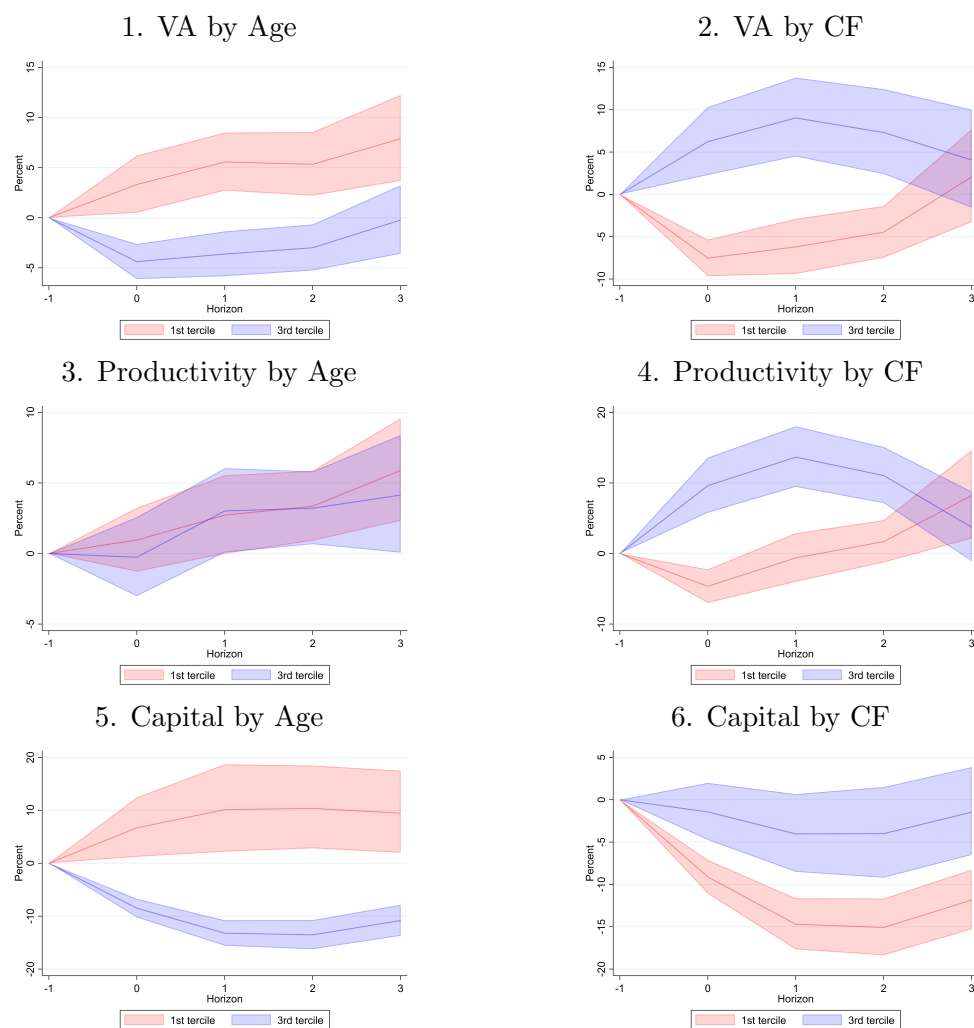 1. VA by Age
2. VA by CF
15
10
5
0
-5
Percent
-1 0 1 2 3
Horizon
1st tercile 3rd tercile
15
10
5
0
-5
-10
Percent
-1 0 1 2 3
Horizon
1st tercile 3rd tercile
3. Productivity by Age
4. Productivity by CF
10
5
0
-5
Percent
-1 0 1 2 3
Horizon
1st tercile 3rd tercile
20
10
0
-10
Percent
-1 0 1 2 3
Horizon
1st tercile 3rd tercile
5. Capital by Age
6. Capital by CF
20
10
0
-10
-20
Percent
-1 0 1 2 3
Horizon
1st tercile 3rd tercile
5
0
-5
-10
-15
-20
Percent
-1 0 1 2 3
Horizon
1st tercile 3rd tercile